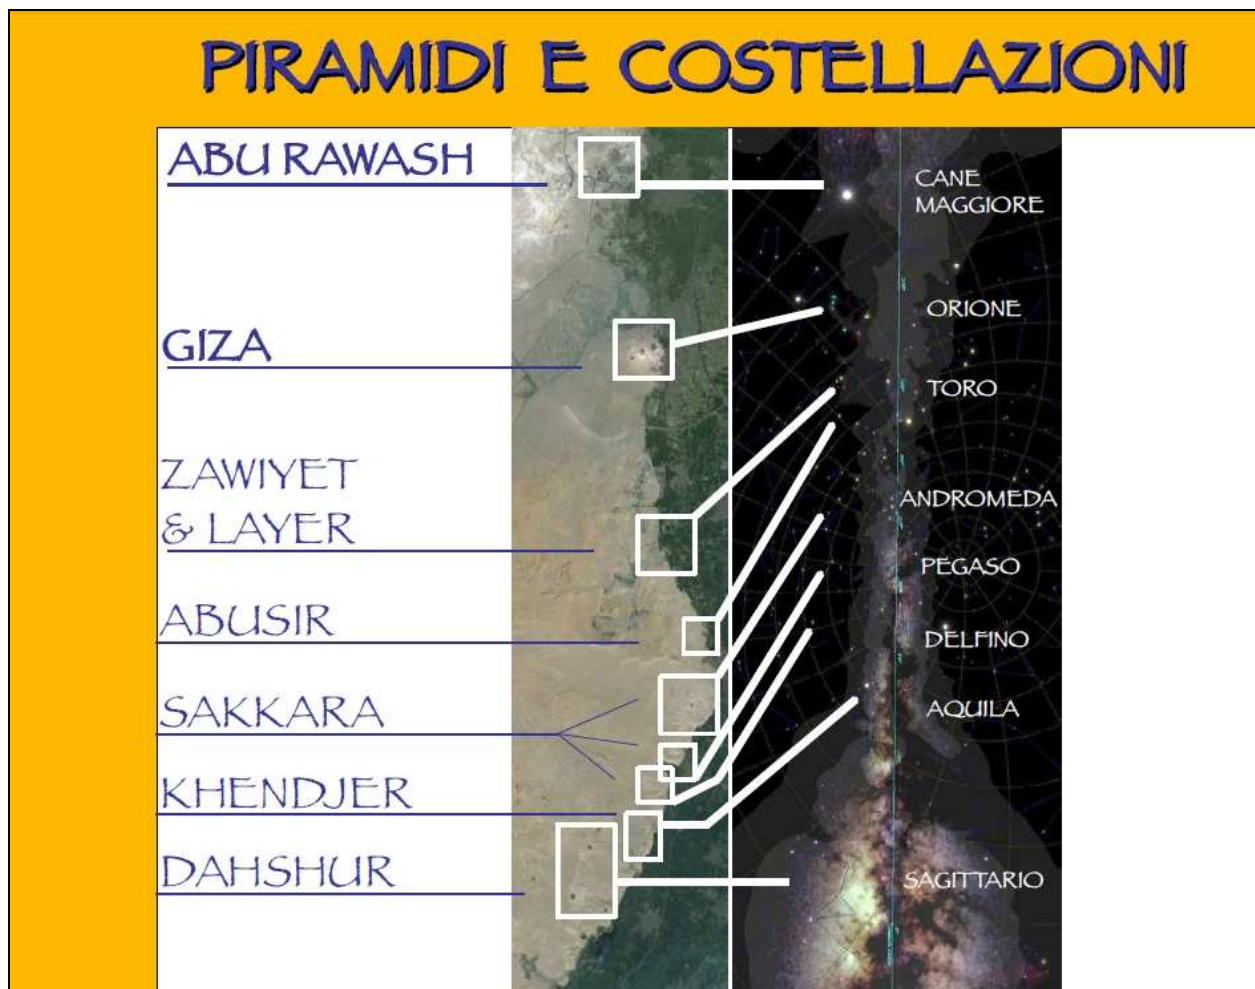 PIRAMIDI E COSTELLAZIONI
ABU RAWASH
GIZA
ZAWIYET
& LAYER
ABUSIR
SAKKARA
KHENDJER
DAHSHUR
CANE
MAGGIORE
ORIONE
TORO
ANDROMEDA
PEGASO
DELFINO
AQUILA
SAGITTARIO